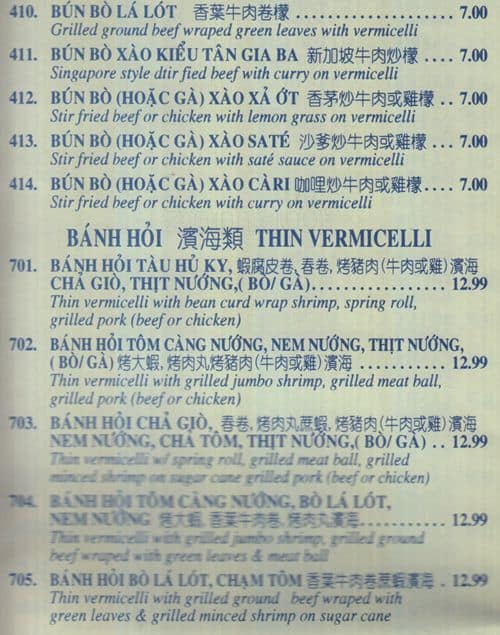 410. BÚN BÒ LÁ LÓT 香葉牛肉卷檬 ........ 7.00
Grilled ground beef wraped green leaves with vermicelli
411. BÚN BÒ XÀO KIỂU TÂN GIA BA 新加坡牛肉炒檬 .... 7.00
Singapore style dtir fied beef with curry on vermicelli
412. BÚN BÒ (HOẶC GÀ) XÀO XẢ ỚT 香茅炒牛肉或雞檬 .. 7.00
Stir fried beef or chicken with lemon grass on vermicelli
413. BÚN BÒ (HOẶC GÀ) XÀO SATÉ 沙爹炒牛肉或雞檬 ... 7.00
Stir fried beef or chicken with saté sauce on vermicelli
414. BÚN BÒ (HOẶC GÀ) XÀO CÀRI 咖哩炒牛肉或雞檬.... 7.00
Stir fried beef or chicken with curry on vermicelli
BÁNH HỎI 濱海類 THIN VERMICELLI
701. BÁNH HỎI TÀU HỦ KY, 蝦腐皮卷, 春卷, 烤豬肉(牛肉或雞)濱海
CHẢ GIÒ, THỊT NƯỚNG,( BÒ/ GÀ)................. 12.99
Thin vermicelli with bean curd wrap shrimp, spring roll,
grilled pork (beef or chicken)
702. BÁNH HỎI TÔM CÀNG NƯỚNG, NEM NƯỚNG, THỊT NƯỚNG,
( BÒ/ GÀ) 烤大蝦, 烤肉丸烤豬肉(牛肉或雞)濱海 ........... 12.99
Thin vermicelli with grilled jumbo shrimp, grilled meat ball,
grilled pork (beef or chicken)
703. BÁNH HỎI CHẢ GIÒ, 春卷, 烤肉丸蔗蝦, 烤豬肉(牛肉或雞)濱海
NEM NƯỚNG, CHẢ TÔM, THỊT NƯỚNG,( BÒ/ GÀ) .. 12.99
Thin vermicelli w/ spring roll, grilled meat ball, grilled
minced shrimp on sugar cane grilled pork (beef or chicken)
704. BÁNH HỎI TÔM CÀNG NƯỚNG, BÒ LÁ LÓT,
NEM NƯỚNG 烤大蝦, 香葉牛肉卷, 烤肉丸濱海............ 12.99
Thin vermicelli with grilled jumbo shrimp, grilled ground
beef wraped with green leaves & meat ball
705. BÁNH HỎI BÒ LÁ LÓT, CHẠM TÔM 香葉牛肉卷蔗蝦濱海 . 12.99
Thin vermicelli with grilled ground beef wraped with
green leaves & grilled minced shrimp on sugar cane